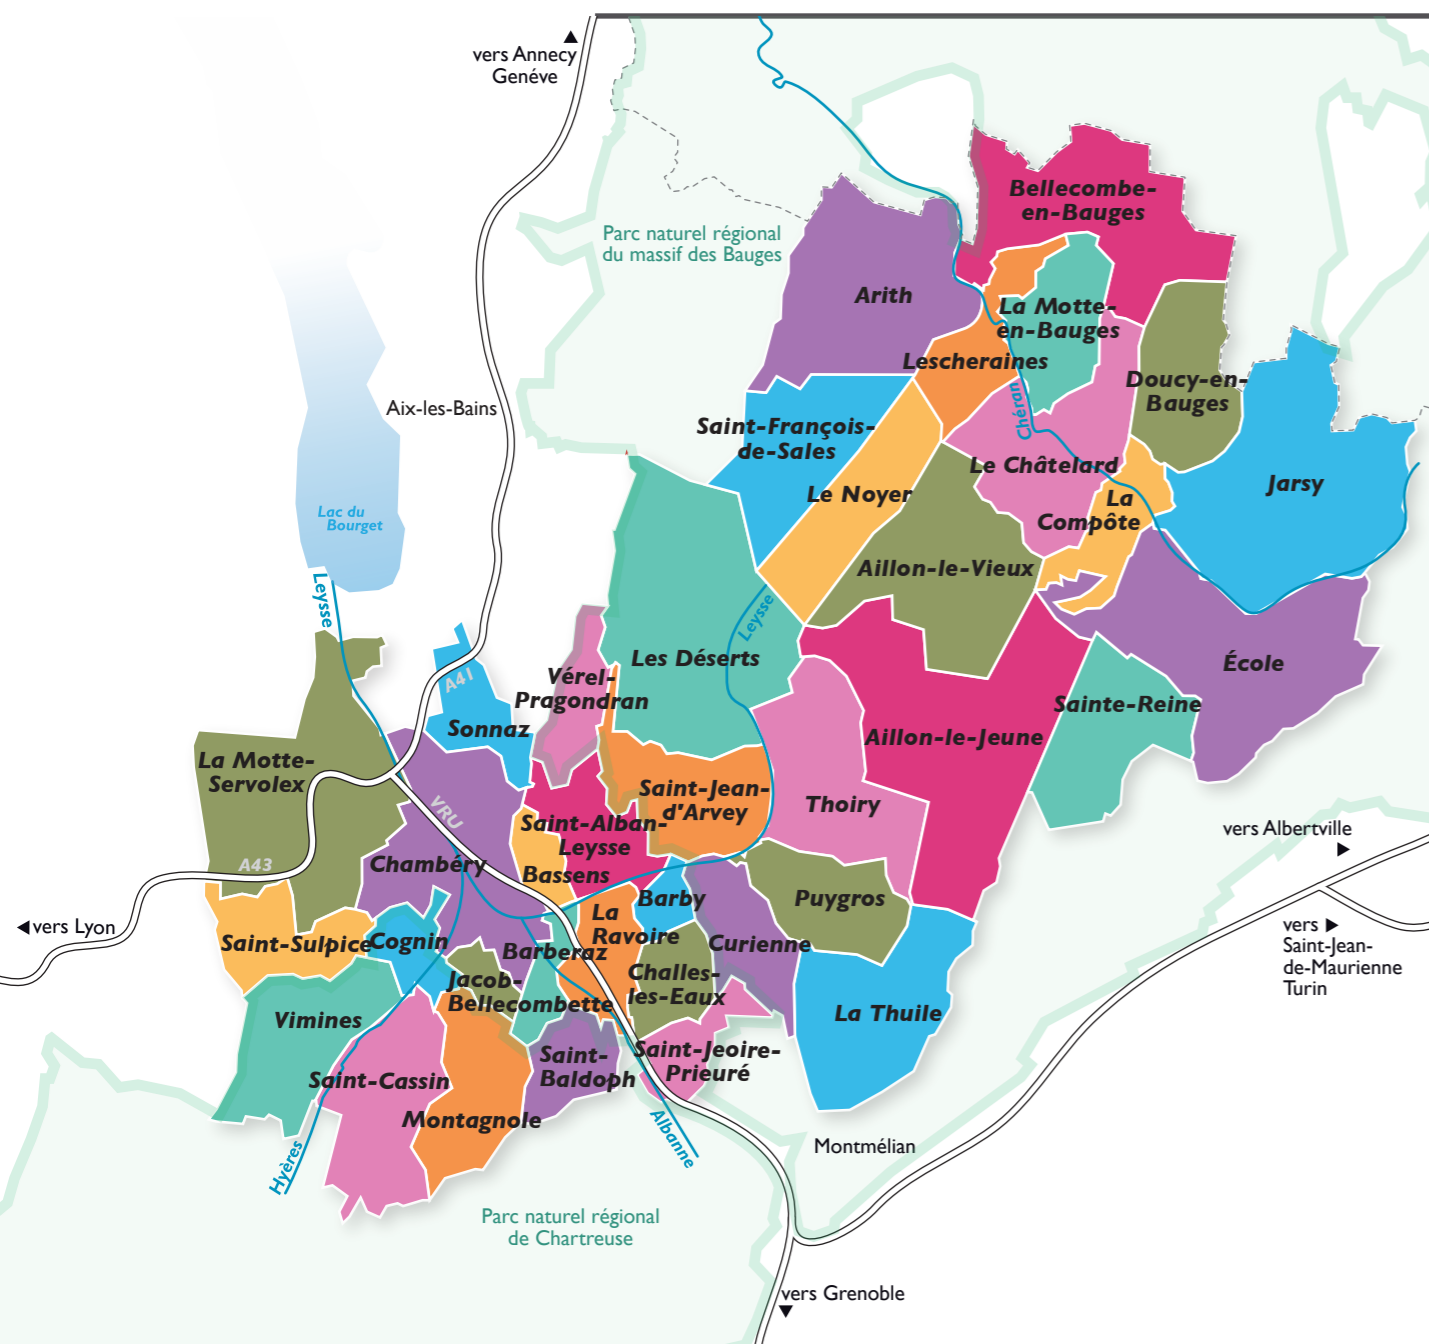 vers Annecy
Genéve
Parc naturel régional
du massif des Bauges
Bellecombe-
en-Bauges
Arith
La Motte-
en-Bauges
Lescheraines
Doucy-en-
Bauges
Chéran
Aix-les-Bains
Saint-François-
de-Sales
Le Châtelard
Jarsy
Le Noyer
La
Compôte
Lac du
Bourget
Aillon-le-Vieux
Leysse
Leysse
Les Déserts
École
Vérel-
Pragondran
A41
Sainte-Reine
Sonnaz
Aillon-le-Jeune
La Motte-
Servolex
Saint-Jean-
d'Arvey
Thoiry
VRU
Saint-Alban-
Leysse
vers Albertville
A43
Chambéry
Bassens
Barby
Puygros
La
Ravoire
vers Lyon
Saint-Sulpice
Cognin
Barberaz
Curienne
vers
Saint-Jean-
de-Maurienne
Turin
Jacob-
Bellecombette
Challes-
les-Eaux
Vimines
La Thuile
Saint-
Baldoph
Saint-Jeoire-
Prieuré
Saint-Cassin
Montagnole
Albanne
Hyères
Montmélian
Parc naturel régional
de Chartreuse
vers Grenoble